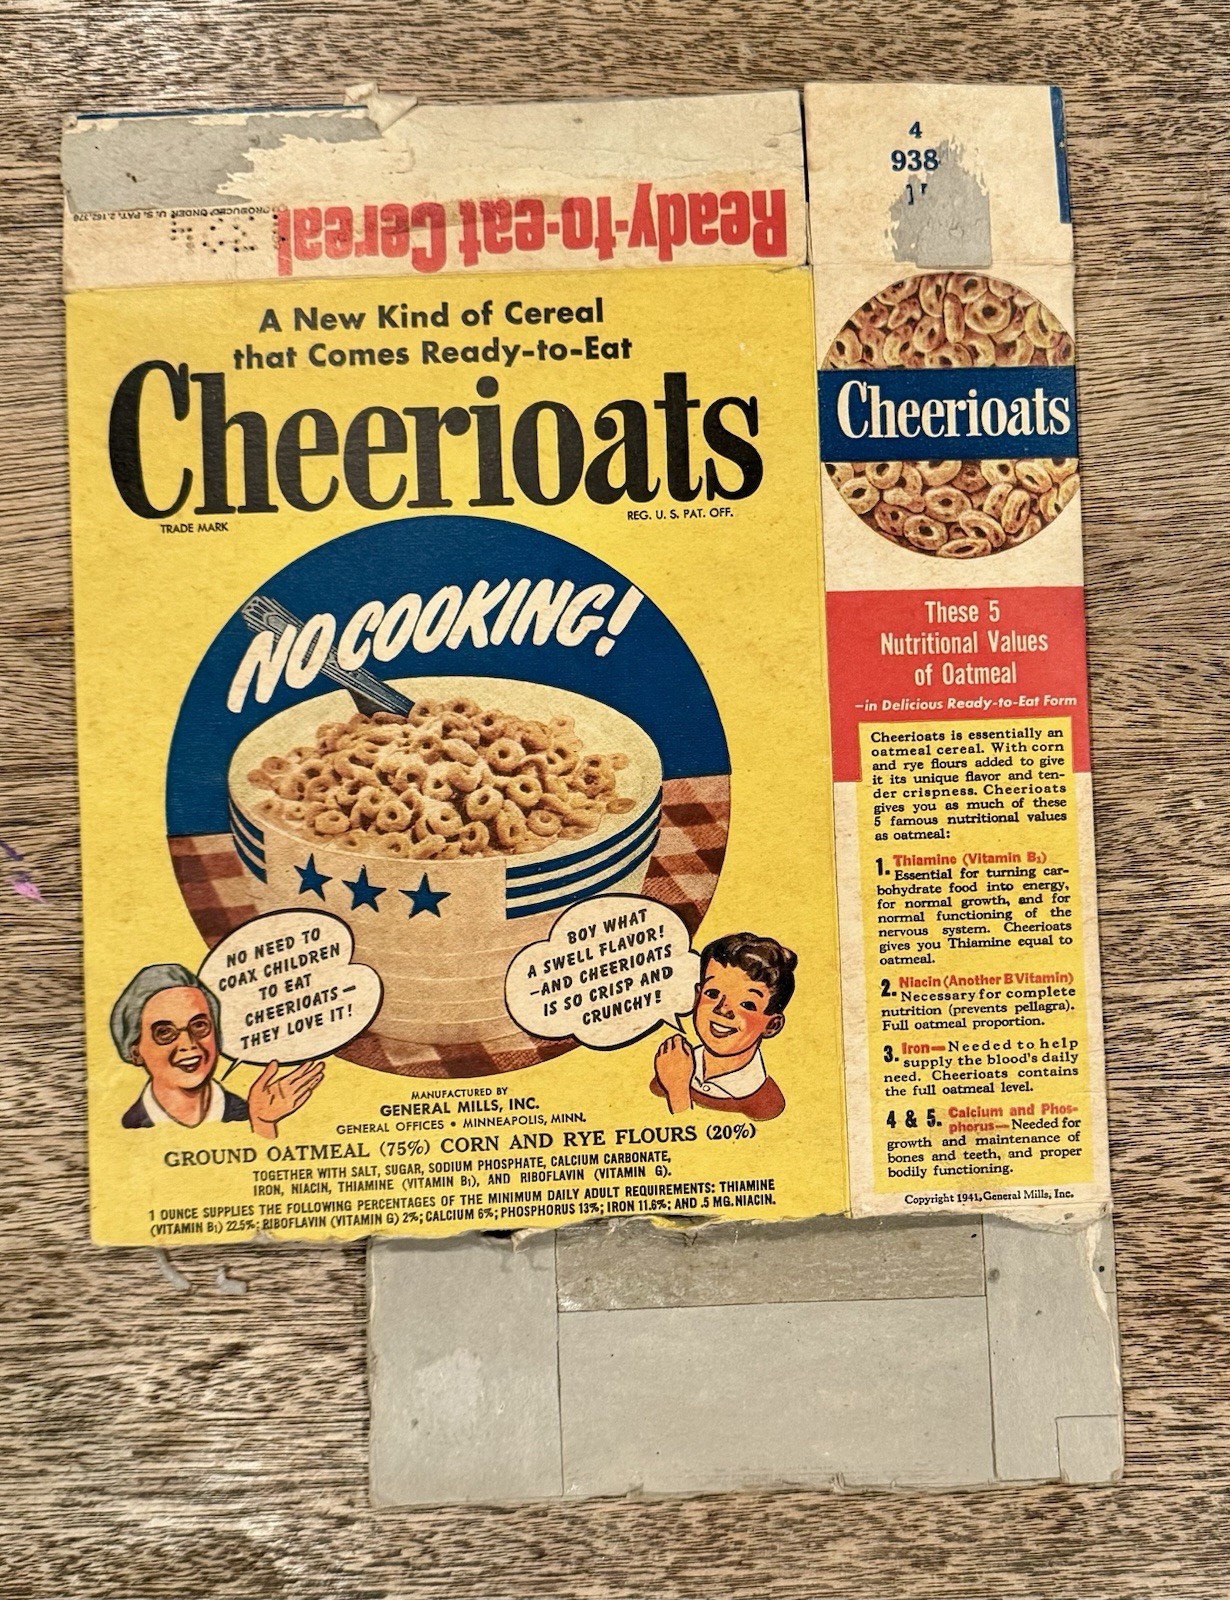 Ready-to-eat Cereal
PRODUCED UNDER U. S. PAT. 2,162,376
A New Kind of Cereal
that Comes Ready-to-Eat
Cheerioats
TRADE MARK
REG. U. S. PAT. OFF.
NO COOKING!
NO NEED TO
COAX CHILDREN
TO EAT
CHEERIOATS—
THEY LOVE IT!
BOY WHAT
A SWELL FLAVOR!
—AND CHEERIOATS
IS SO CRISP AND
CRUNCHY!
MANUFACTURED BY
GENERAL MILLS, INC.
GENERAL OFFICES • MINNEAPOLIS, MINN.
GROUND OATMEAL (75%) CORN AND RYE FLOURS (20%)
TOGETHER WITH SALT, SUGAR, SODIUM PHOSPHATE, CALCIUM CARBONATE,
IRON, NIACIN, THIAMINE (VITAMIN B₁), AND RIBOFLAVIN (VITAMIN G).
1 OUNCE SUPPLIES THE FOLLOWING PERCENTAGES OF THE MINIMUM DAILY ADULT REQUIREMENTS: THIAMINE
(VITAMIN B₁) 22.5%; RIBOFLAVIN (VITAMIN G) 2%; CALCIUM 6%; PHOSPHORUS 13%; IRON 11.6%; AND .5 MG. NIACIN.
4
938
Cheerioats
These 5
Nutritional Values
of Oatmeal
—in Delicious Ready-to-Eat Form
Cheerioats is essentially an
oatmeal cereal. With corn
and rye flours added to give
it its unique flavor and ten-
der crispness. Cheerioats
gives you as much of these
5 famous nutritional values
as oatmeal:
1. Thiamine (Vitamin B₁)
Essential for turning car-
bohydrate food into energy,
for normal growth, and for
normal functioning of the
nervous system. Cheerioats
gives you Thiamine equal to
oatmeal.
2. Niacin (Another B Vitamin)
Necessary for complete
nutrition (prevents pellagra).
Full oatmeal proportion.
3. Iron—Needed to help
supply the blood's daily
need. Cheerioats contains
the full oatmeal level.
4 & 5. Calcium and Phos-
phorus—Needed for
growth and maintenance of
bones and teeth, and proper
bodily functioning.
Copyright 1941, General Mills, Inc.